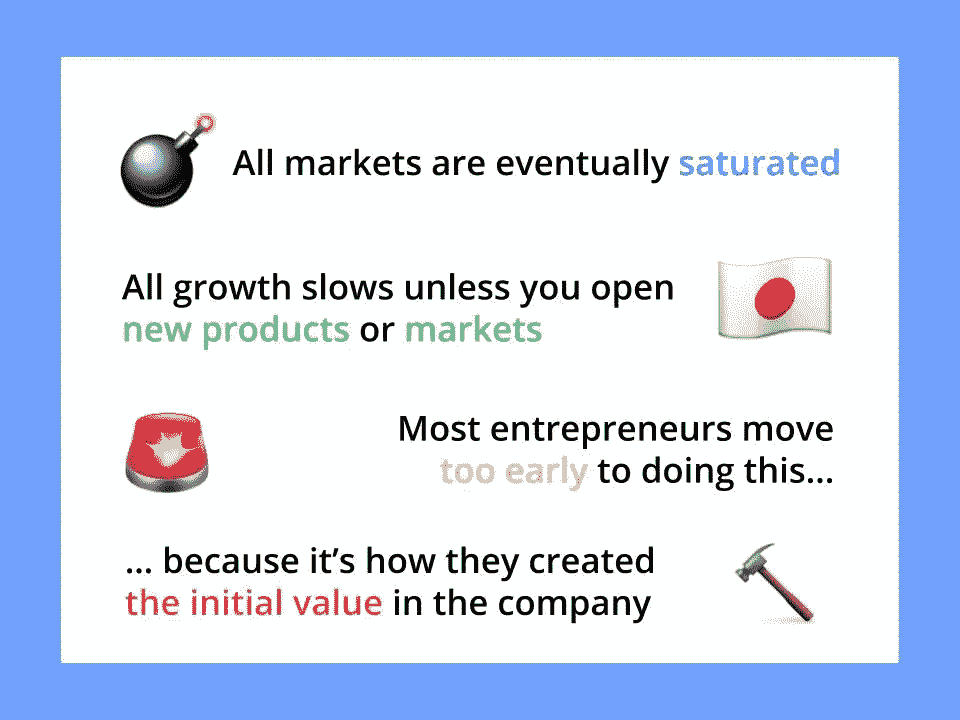 All markets are eventually saturated
All growth slows unless you open
new products or markets
Most entrepreneurs move
too early to doing this...
... because it's how they created
the initial value in the company